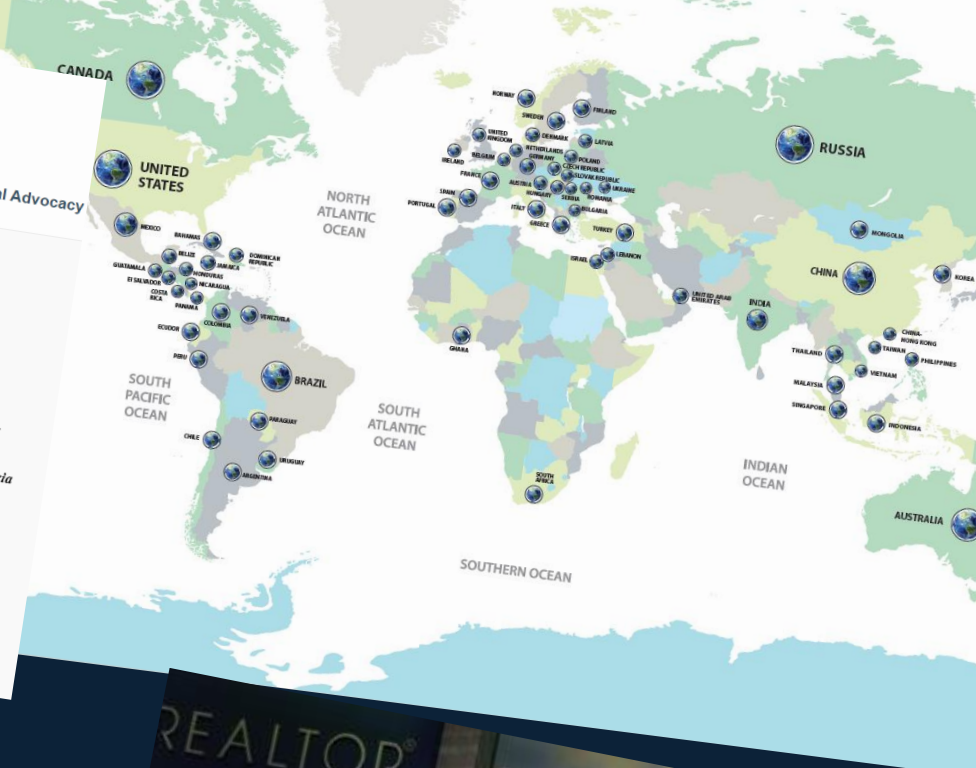 CANADA
UNITED
STATES
al Advocacy
MEXICO
BAHAMAS
BELIZE
JAMAICA
DOMINICAN
REPUBLIC
GUATAMALA
HONDURAS
El SALVADOR
NICARAGUA
COSTA
RICA
PANAMA
COLOMBIA
VENEZUELA
ECUDOR
PERU
BRAZIL
PARAGUAY
CHILE
URUGUAY
ARGENTINA
NORTH
ATLANTIC
OCEAN
SOUTH
PACIFIC
OCEAN
SOUTH
ATLANTIC
OCEAN
NORWAY
SWEDEN
FINLAND
UNITED
KINGDOM
DENMARK
LATVIA
IRELAND
BELGIUM
NETHERLANDS
GERMANY
POLAND
CZECH REPUBLIC
SLOVAK REPUBLIC
FRANCE
AUSTRIA
UKRAINE
HUNGARY
SERBIA
ROMANIA
SPAIN
PORTUGAL
ITALY
BULGARIA
GREECE
TURKEY
ISRAEL
LEBANON
UNITED ARAB
EMIRATES
GHANA
SOUTH
AFRICA
RUSSIA
MONGOLIA
CHINA
KOREA
INDIA
CHINA-
HONG KONG
TAIWAN
PHILIPPINES
THAILAND
VIETNAM
MALAYSIA
SINGAPORE
INDONESIA
INDIAN
OCEAN
AUSTRALIA
SOUTHERN OCEAN
ia
REALTOR®